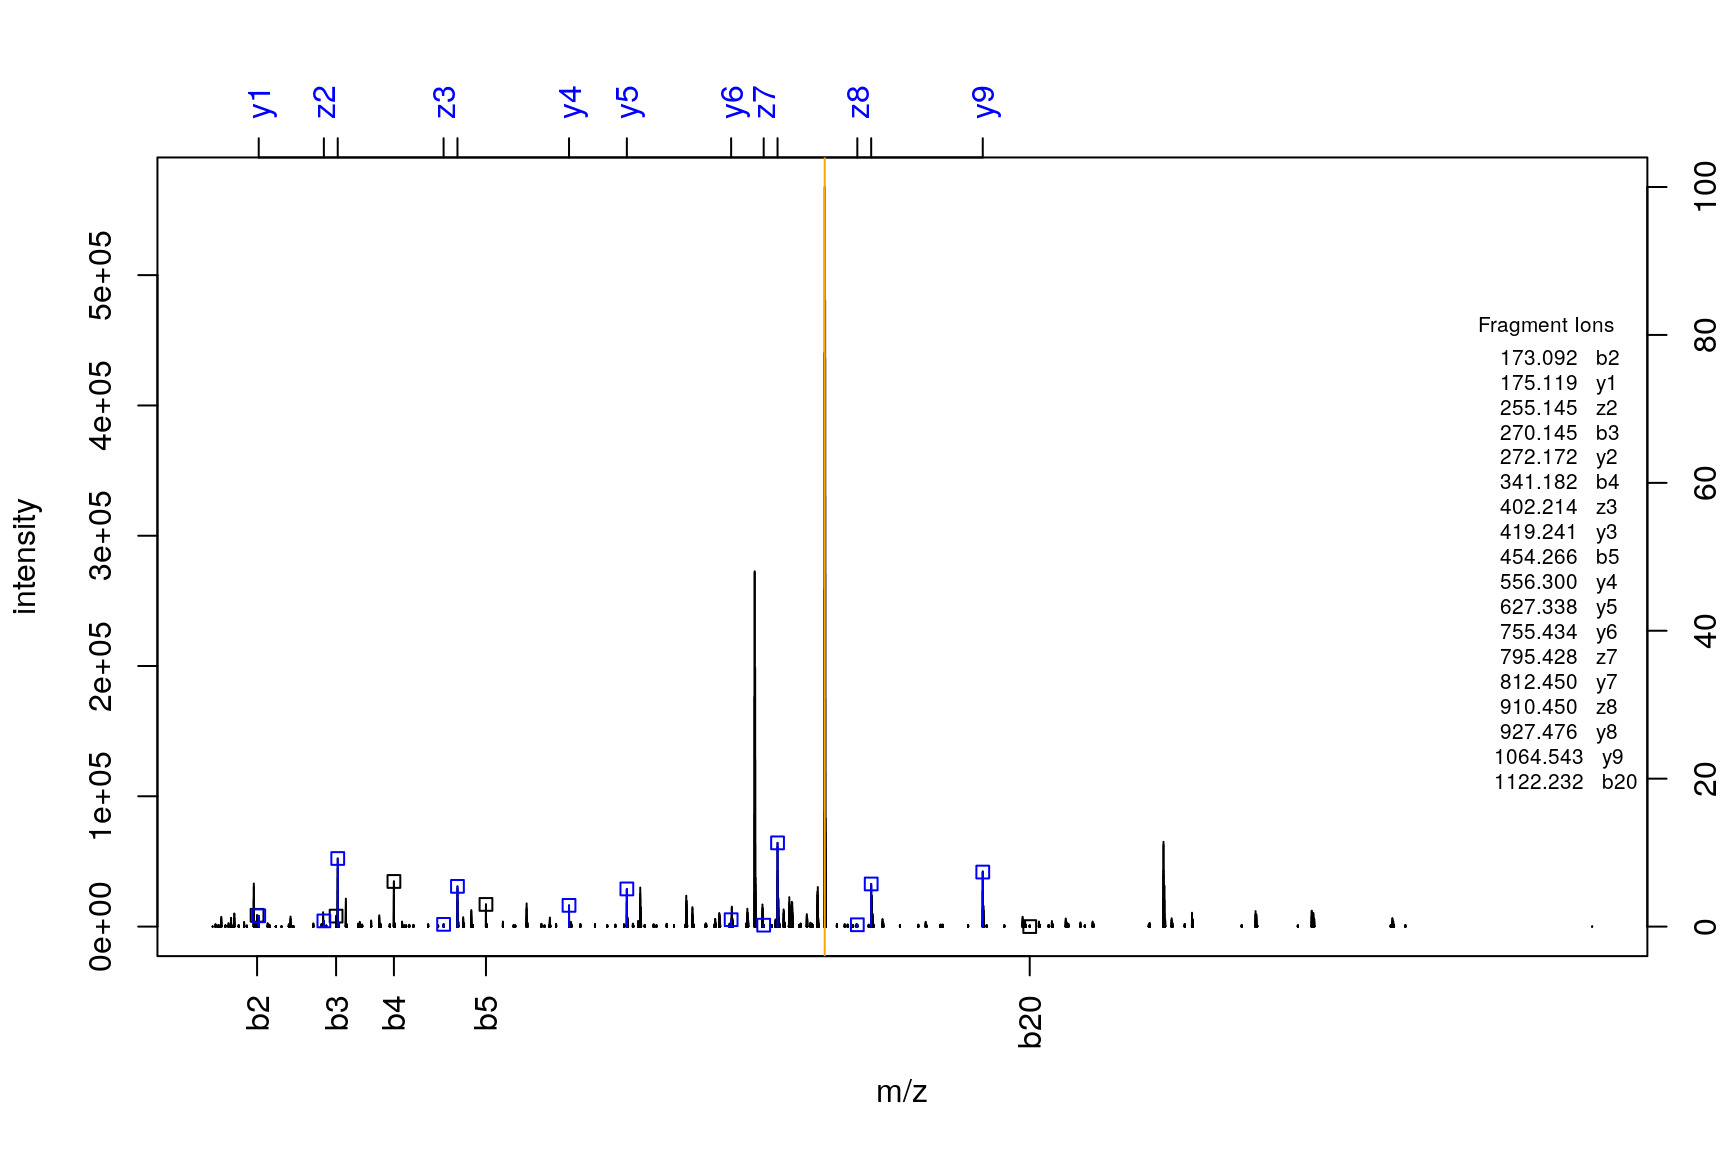 y1 z2 z3 y4 y5 y6 z7 z8 y9
intensity
0e+00 1e+05 2e+05 3e+05 4e+05 5e+05
0 20 40 60 80 100
Fragment Ions
173.092 b2
175.119 y1
255.145 z2
270.145 b3
272.172 y2
341.182 b4
402.214 z3
419.241 y3
454.266 b5
556.300 y4
627.338 y5
755.434 y6
795.428 z7
812.450 y7
910.450 z8
927.476 y8
1064.543 y9
1122.232 b20
b2 b3 b4 b5 b20
m/z